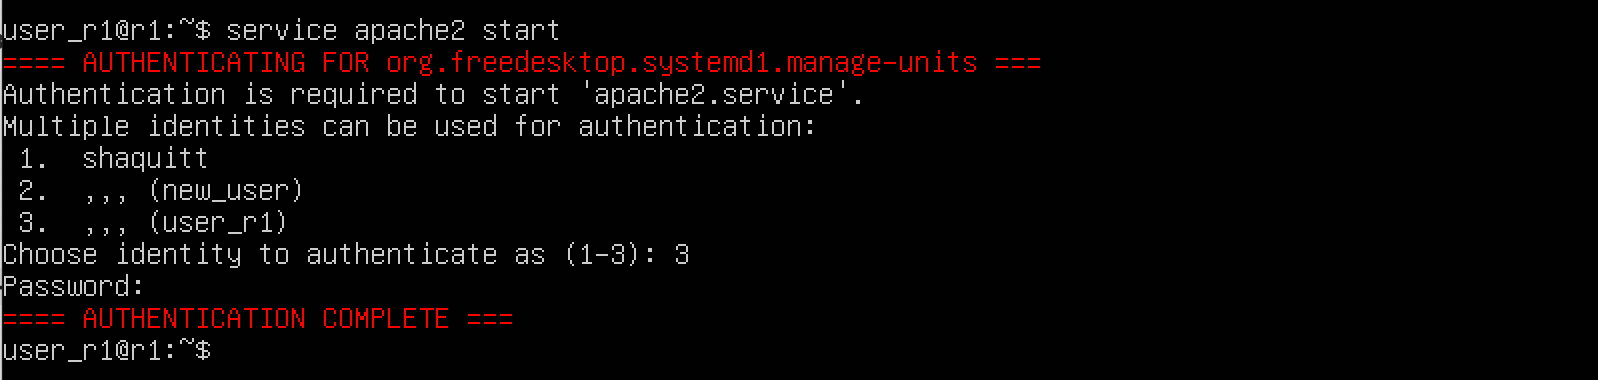 user_r1@r1:~$ service apache2 start
==== AUTHENTICATING FOR org.freedesktop.systemd1.manage-units ===
Authentication is required to start 'apache2.service'.
Multiple identities can be used for authentication:
 1.  shaquitt
 2.  ,,, (new_user)
 3.  ,,, (user_r1)
Choose identity to authenticate as (1-3): 3
Password:
==== AUTHENTICATION COMPLETE ===
user_r1@r1:~$